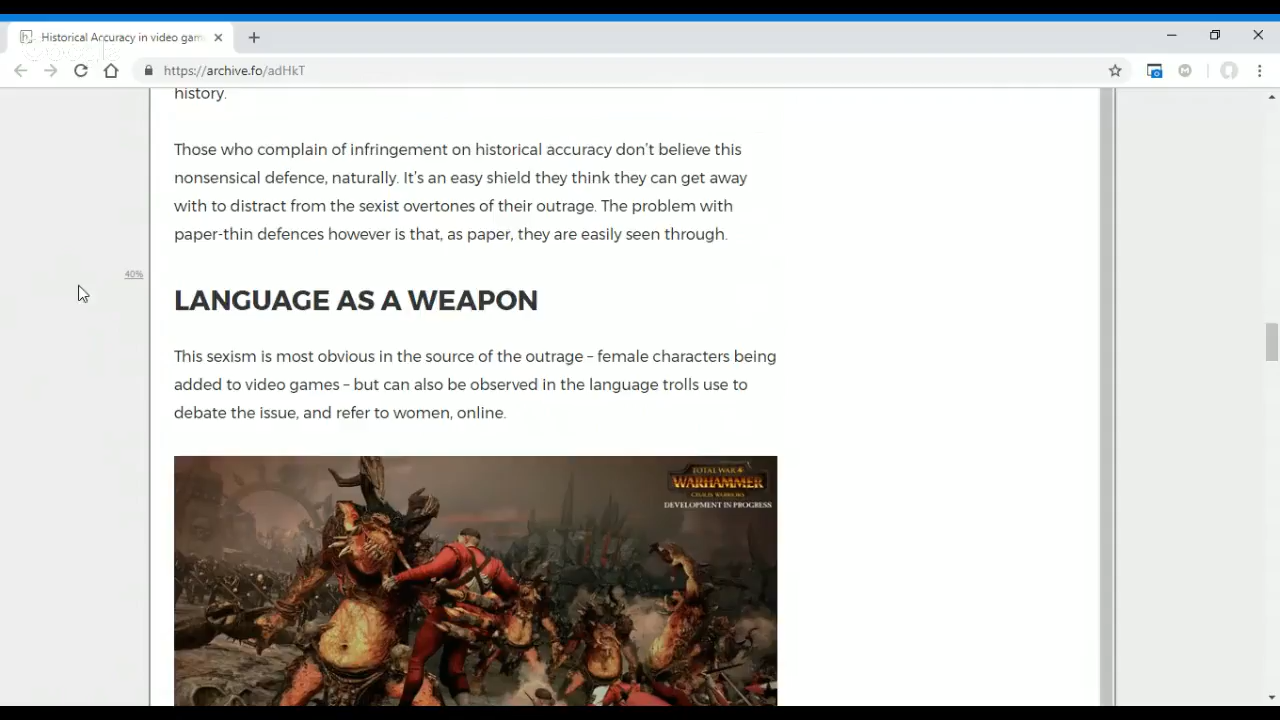 Historical Accuracy in video gam
https://archive.fo/adHkT
history.
Those who complain of infringement on historical accuracy don't believe this
nonsensical defence, naturally. It's an easy shield they think they can get away
with to distract from the sexist overtones of their outrage. The problem with
paper-thin defences however is that, as paper, they are easily seen through.
40%
LANGUAGE AS A WEAPON
This sexism is most obvious in the source of the outrage – female characters being
added to video games – but can also be observed in the language trolls use to
debate the issue, and refer to women, online.
TOTAL WAR
WARHAMMER
CHAOS WARRIORS
DEVELOPMENT IN PROGRESS